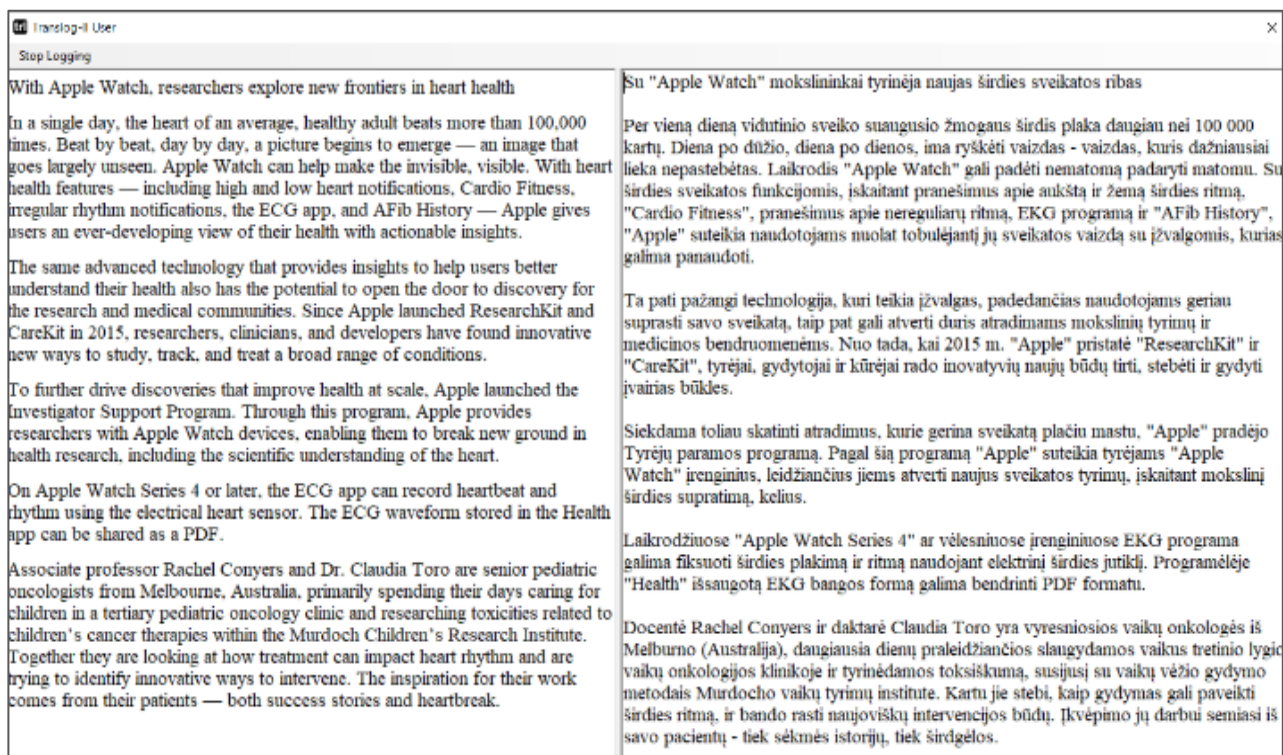 Translog-II User
Stop Logging
With Apple Watch, researchers explore new frontiers in heart health
In a single day, the heart of an average, healthy adult beats more than 100,000
times. Beat by beat, day by day, a picture begins to emerge — an image that
goes largely unseen. Apple Watch can help make the invisible, visible. With heart
health features — including high and low heart notifications, Cardio Fitness,
irregular rhythm notifications, the ECG app, and AFib History — Apple gives
users an ever-developing view of their health with actionable insights.
The same advanced technology that provides insights to help users better
understand their health also has the potential to open the door to discovery for
the research and medical communities. Since Apple launched ResearchKit and
CareKit in 2015, researchers, clinicians, and developers have found innovative
new ways to study, track, and treat a broad range of conditions.
To further drive discoveries that improve health at scale, Apple launched the
Investigator Support Program. Through this program, Apple provides
researchers with Apple Watch devices, enabling them to break new ground in
health research, including the scientific understanding of the heart.
On Apple Watch Series 4 or later, the ECG app can record heartbeat and
rhythm using the electrical heart sensor. The ECG waveform stored in the Health
app can be shared as a PDF.
Associate professor Rachel Conyers and Dr. Claudia Toro are senior pediatric
oncologists from Melbourne, Australia, primarily spending their days caring for
children in a tertiary pediatric oncology clinic and researching toxicities related to
children's cancer therapies within the Murdoch Children's Research Institute.
Together they are looking at how treatment can impact heart rhythm and are
trying to identify innovative ways to intervene. The inspiration for their work
comes from their patients — both success stories and heartbreak.
Su "Apple Watch" mokslininkai tyrinėja naujas širdies sveikatos ribas
Per vieną dieną vidutinio sveiko suaugusio žmogaus širdis plaka daugiau nei 100 000
kartų. Diena po dūžio, diena po dienos, ima ryškėti vaizdas - vaizdas, kuris dažniausiai
lieka nepastebėtas. Laikrodis "Apple Watch" gali padėti nematomą padaryti matomu. Su
širdies sveikatos funkcijomis, įskaitant pranešimus apie aukštą ir žemą širdies ritmą,
"Cardio Fitness", pranešimus apie nereguliarų ritmą, EKG programą ir "AFib History",
"Apple" suteikia naudotojams nuolat tobulėjantį jų sveikatos vaizdą su įžvalgomis, kurias
galima panaudoti.
Ta pati pažangi technologija, kuri teikia įžvalgas, padedančias naudotojams geriau
suprasti savo sveikatą, taip pat gali atverti duris atradimams mokslinių tyrimų ir
medicinos bendruomenėms. Nuo tada, kai 2015 m. "Apple" pristatė "ResearchKit" ir
"CareKit", tyrėjai, gydytojai ir kūrėjai rado inovatyvių naujų būdų tirti, stebėti ir gydyti
įvairias būkles.
Siekdama toliau skatinti atradimus, kurie gerina sveikatą plačiu mastu, "Apple" pradėjo
Tyrėjų paramos programą. Pagal šią programą "Apple" suteikia tyrėjams "Apple
Watch" įrenginius, leidžiančius jiems atverti naujus sveikatos tyrimų, įskaitant mokslinį
širdies supratimą, kelius.
Laikrodžiuose "Apple Watch Series 4" ar vėlesniuose įrenginiuose EKG programa
galima fiksuoti širdies plakimą ir ritmą naudojant elektrinį širdies jutiklį. Programėlėje
"Health" išsaugotą EKG bangos formą galima bendrinti PDF formatu.
Docentė Rachel Conyers ir daktarė Claudia Toro yra vyresniosios vaikų onkologės iš
Melburno (Australija), daugiausia dienų praleidžiančios slaugydamos vaikus tretinio lygio
vaikų onkologijos klinikoje ir tyrinėdamos toksiškumą, susijusį su vaikų vėžio gydymo
metodais Murdocho vaikų tyrimų institute. Kartu jie stebi, kaip gydymas gali paveikti
širdies ritmą, ir bando rasti naujoviškų intervencijos būdų. Įkvėpimo jų darbui semiasi iš
savo pacientų - tiek sėkmės istorijų, tiek širdgėlos.